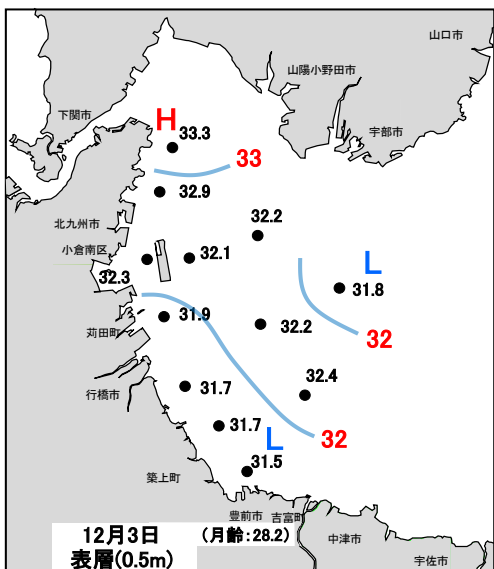 山口市
山陽小野田市
下関市
宇部市
H
33.3
33
32.9
北九州市
小倉南区
32.2
32.1
32.3
L
31.8
31.9
32.2
32
苅田町
行橋市
31.7
32.4
31.7
L
32
31.5
築上町
豊前市
吉富町
中津市
宇佐市
12月3日
(月齢:28.2)
表層(0.5m)